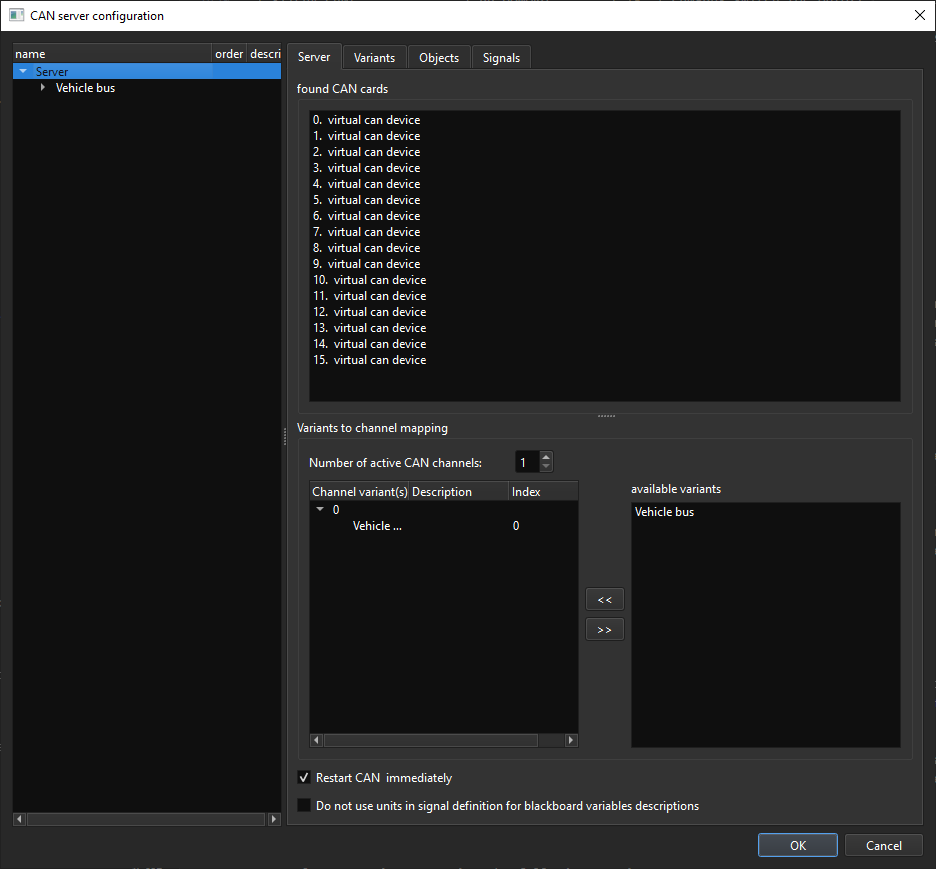 CAN server configuration
name order descri
Server
Vehicle bus
Server Variants Objects Signals
found CAN cards
0. virtual can device
1. virtual can device
2. virtual can device
3. virtual can device
4. virtual can device
5. virtual can device
6. virtual can device
7. virtual can device
8. virtual can device
9. virtual can device
10. virtual can device
11. virtual can device
12. virtual can device
13. virtual can device
14. virtual can device
15. virtual can device
Variants to channel mapping
Number of active CAN channels: 1
Channel variant(s) Description Index
0
Vehicle ... 0
available variants
Vehicle bus
<<
>>
Restart CAN  immediately
Do not use units in signal definition for blackboard variables descriptions
OK Cancel